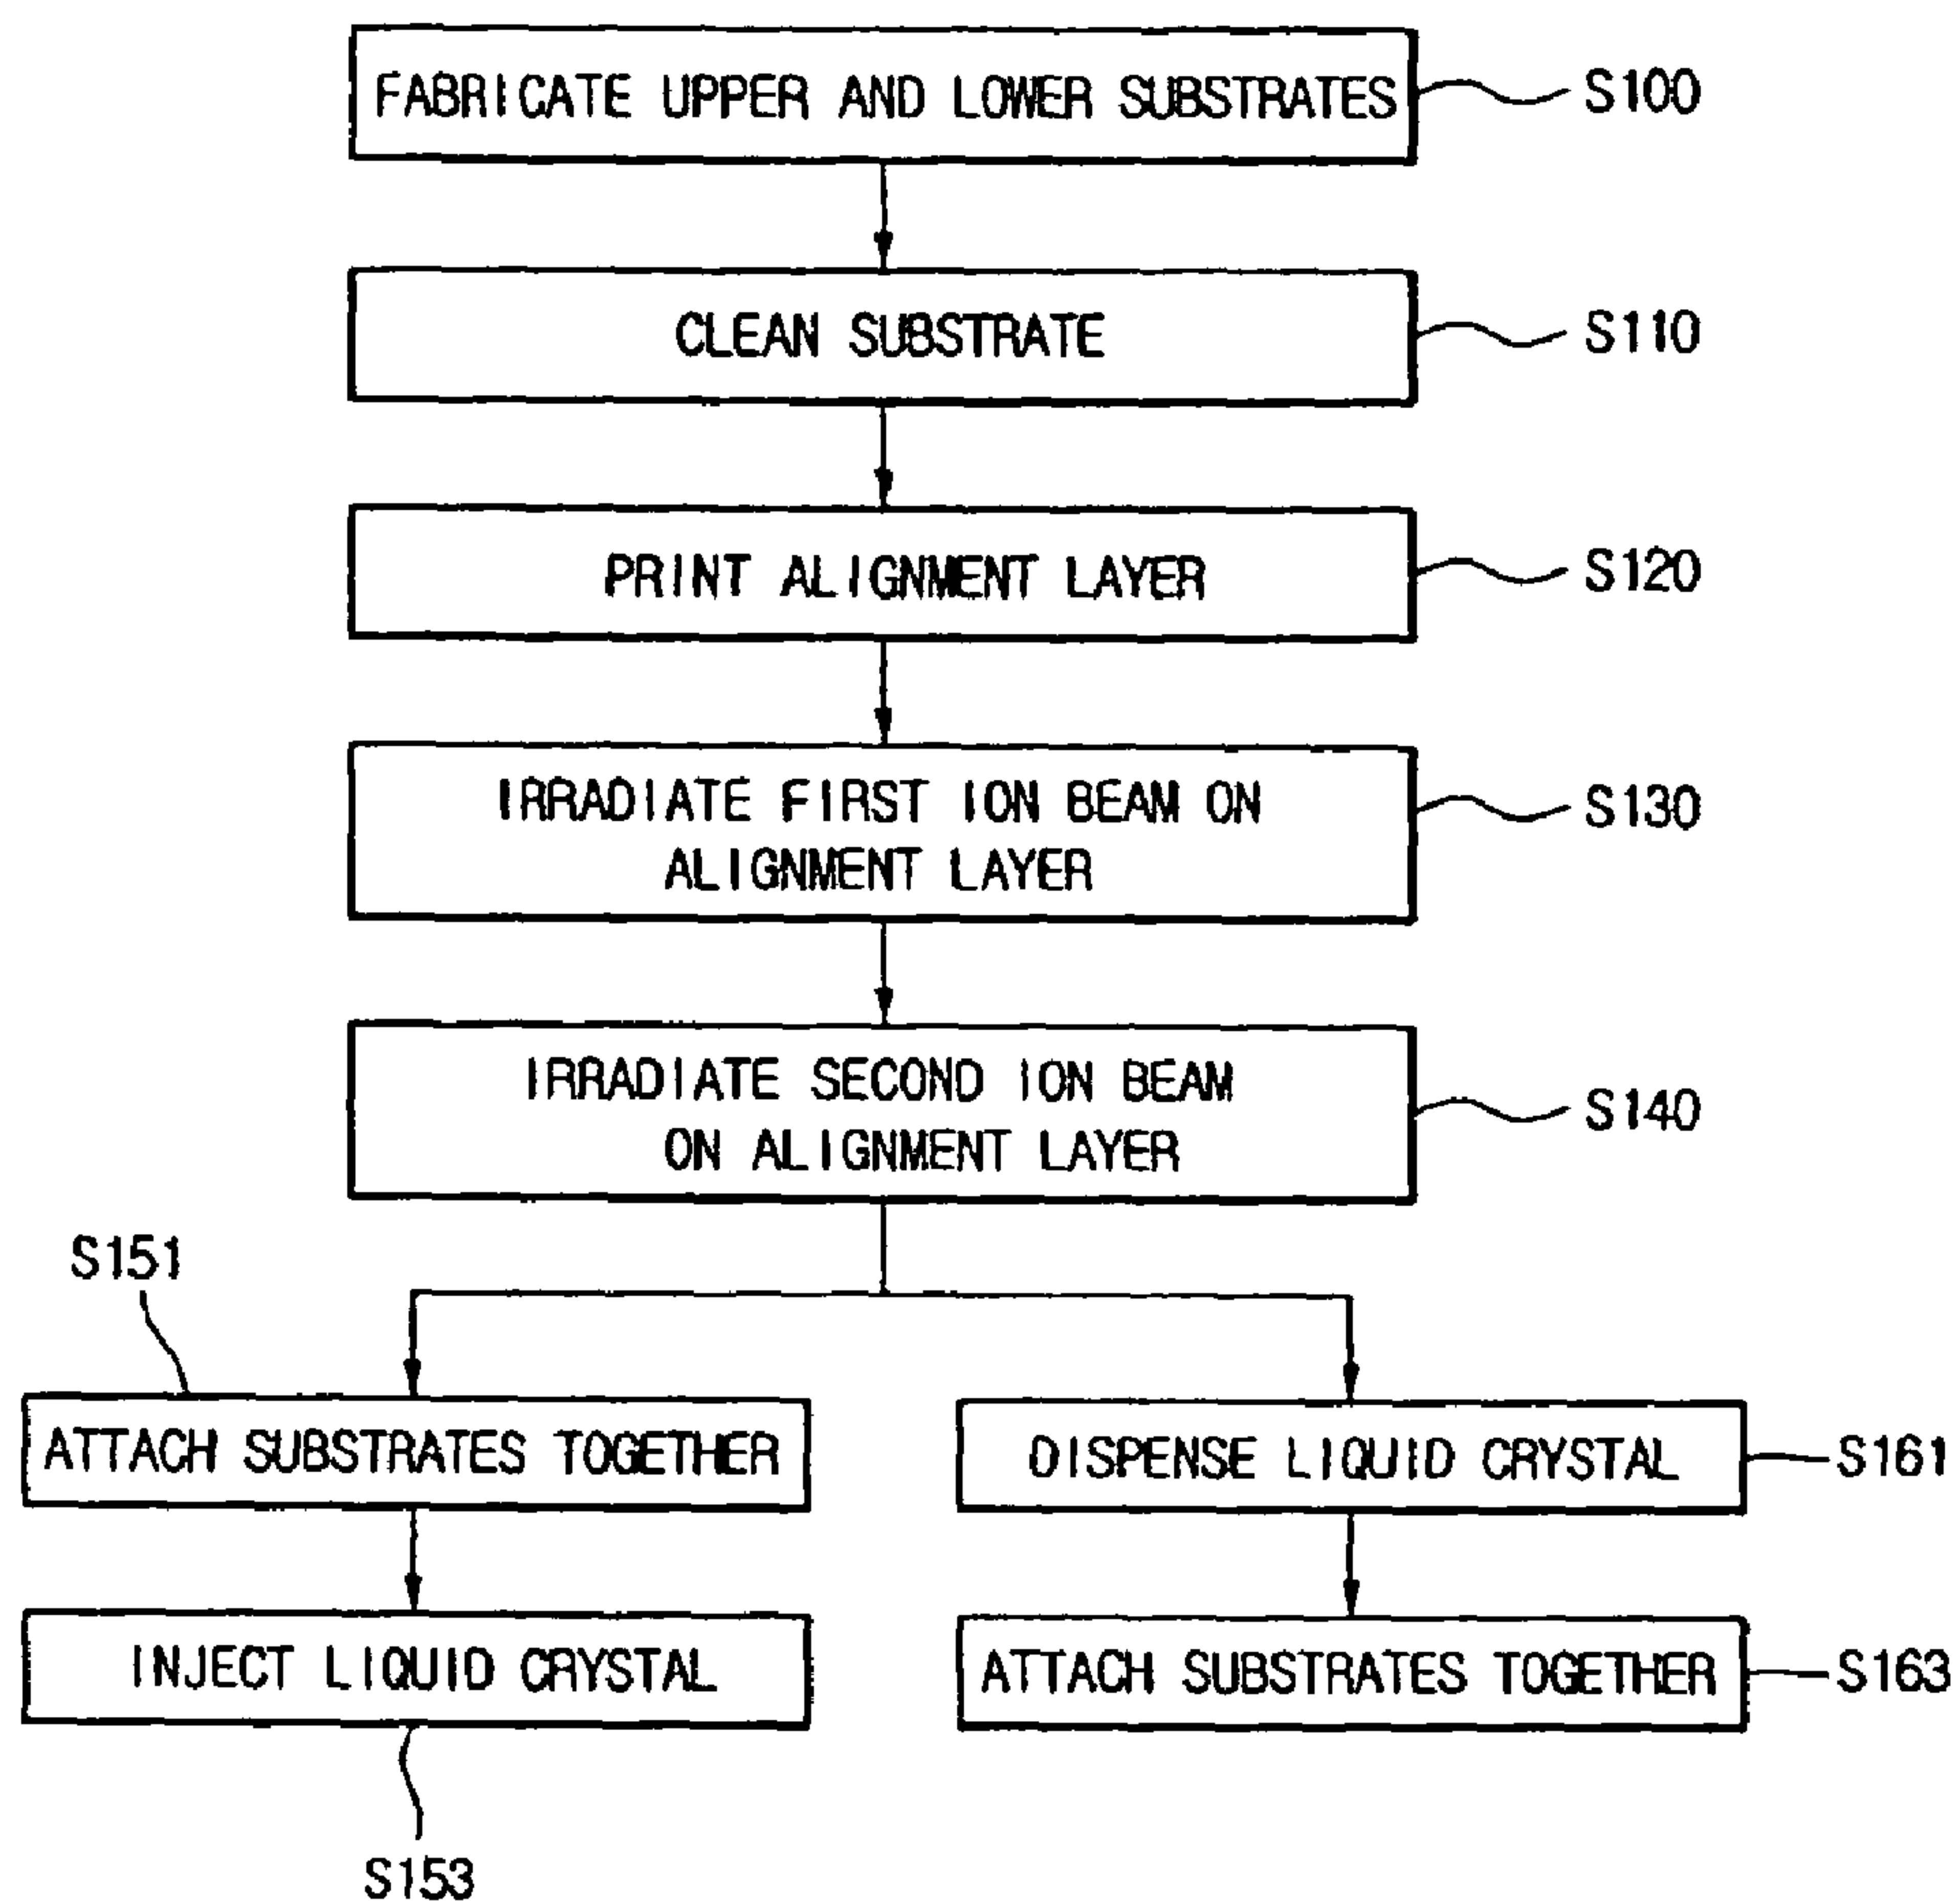 FABRICATE UPPER AND LOWER SUBSTRATES
S100
CLEAN SUBSTRATE
S110
PRINT ALIGNMENT LAYER
S120
IRRADIATE FIRST ION BEAM ON
ALIGNMENT LAYER
S130
IRRADIATE SECOND ION BEAM
ON ALIGNMENT LAYER
S140
S151
ATTACH SUBSTRATES TOGETHER
DISPENSE LIQUID CRYSTAL
S161
INJECT LIQUID CRYSTAL
ATTACH SUBSTRATES TOGETHER
S163
S153